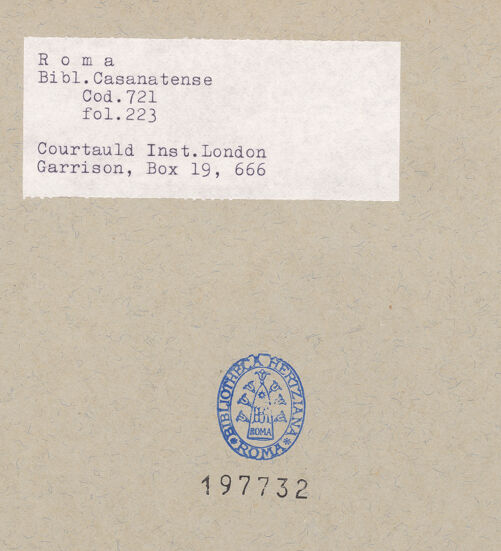 R o m a
Bibl.Casanatense
Cod.721
fol.223
Courtauld Inst.London
Garrison, Box 19, 666
BIBLIOTHECA HERTZIANA
ROMA
ROMA
197732